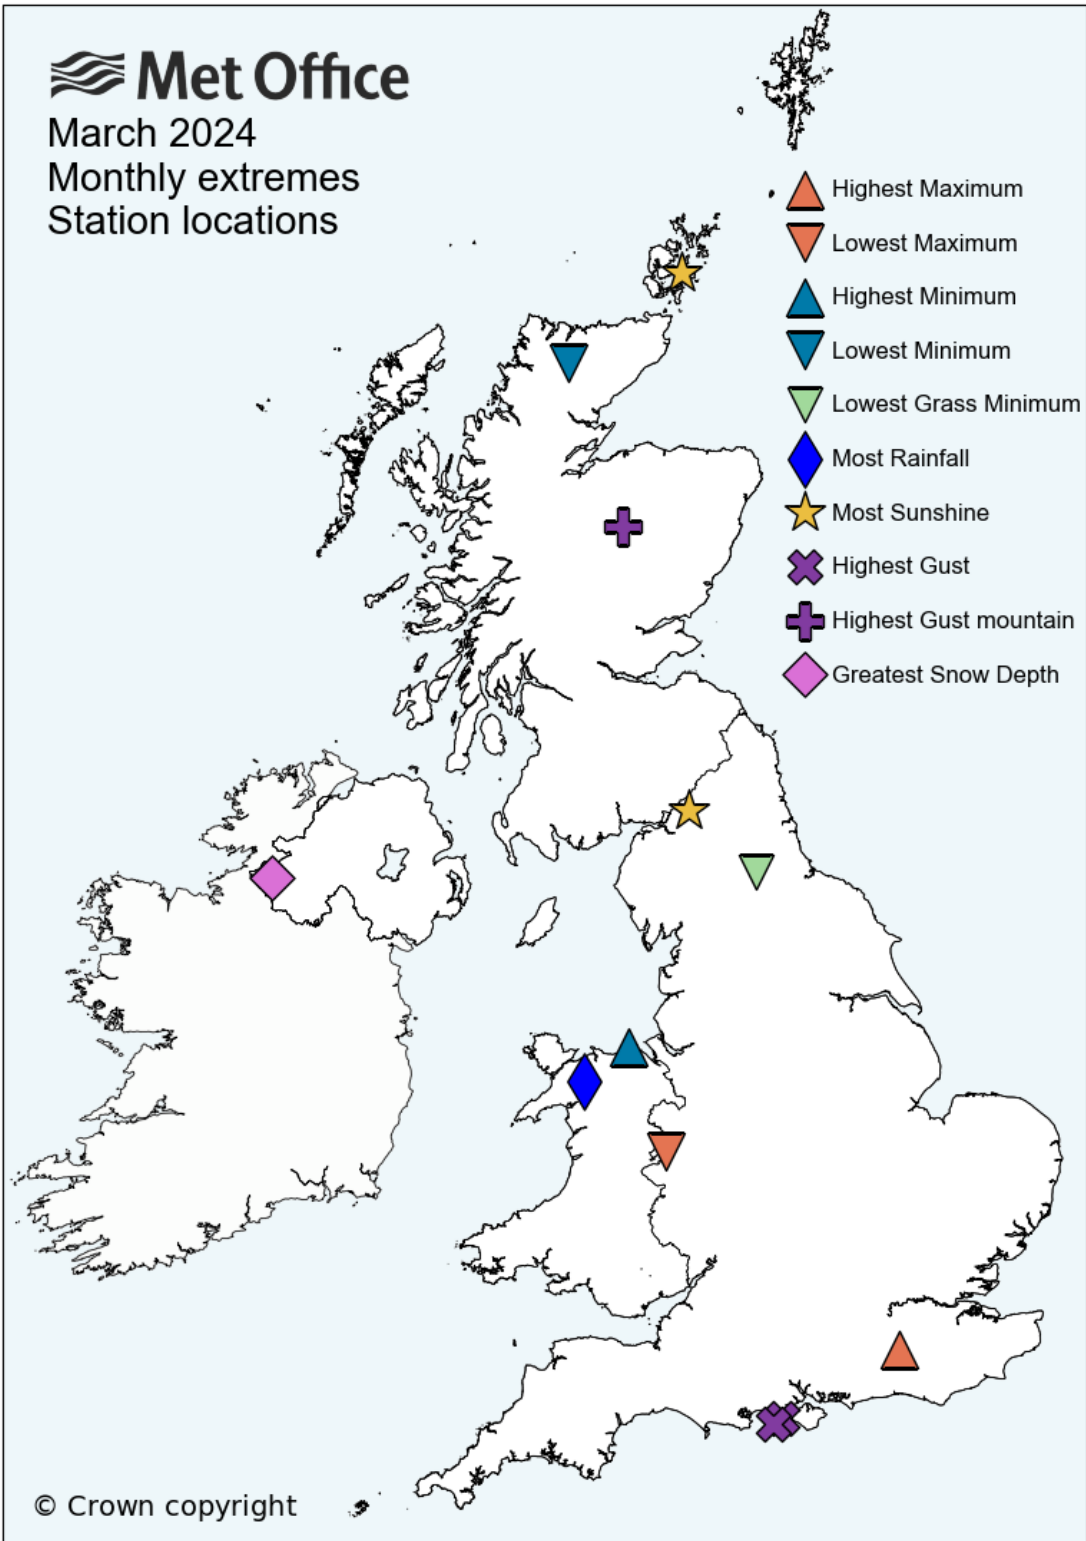 Met Office
March 2024
Monthly extremes
Station locations
Highest Maximum
Lowest Maximum
Highest Minimum
Lowest Minimum
Lowest Grass Minimum
Most Rainfall
Most Sunshine
Highest Gust
Highest Gust mountain
Greatest Snow Depth
© Crown copyright